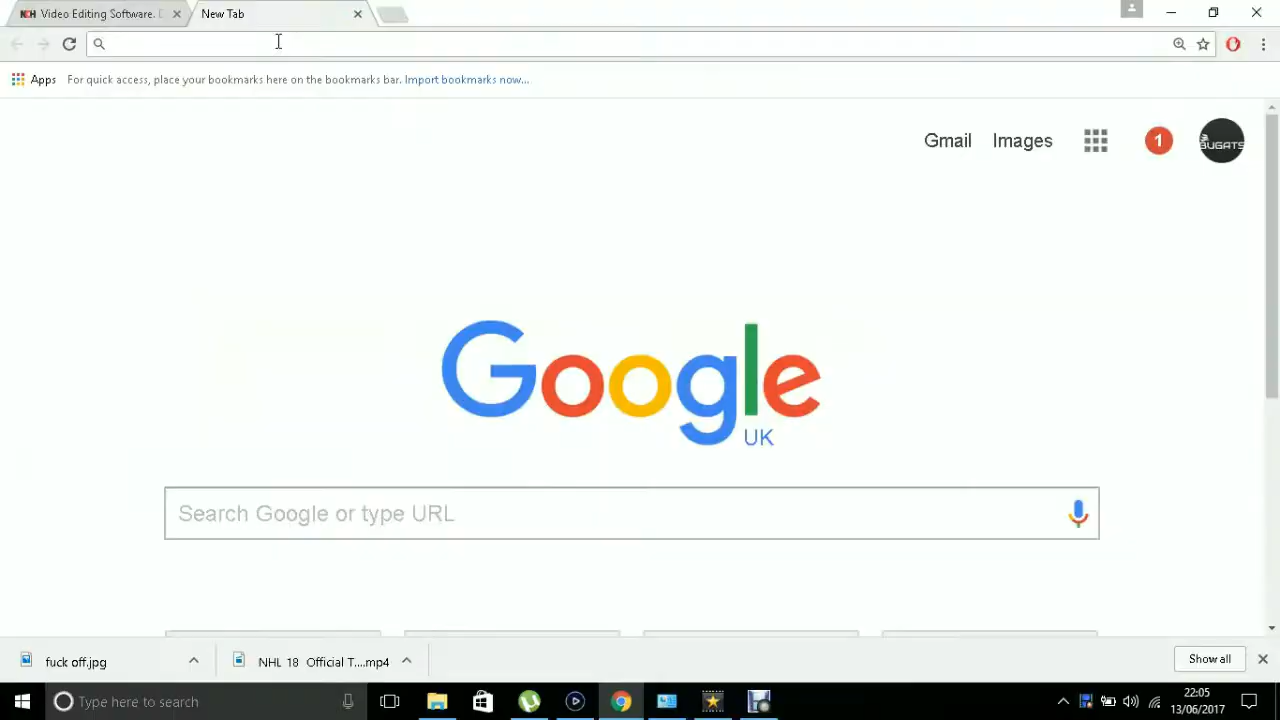 NCH Video Editing Software. D
New Tab
Apps For quick access, place your bookmarks here on the bookmarks bar. Import bookmarks now...
Gmail Images 1 BUGATS
Google
UK
Search Google or type URL
fuck off.jpg NHL 18 Official T....mp4 Show all
Type here to search 22:05
13/06/2017